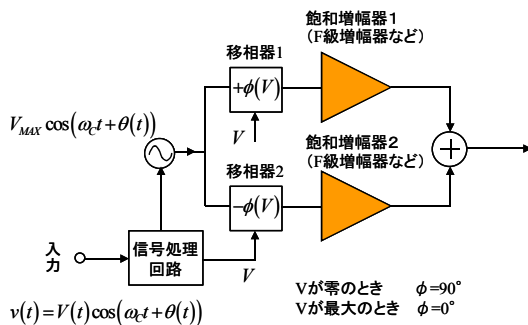 飽和増幅器1
(F級増幅器など)
移相器1
+ϕ(V)
V_{MAX} cos(ω_C t+θ(t))
V
飽和増幅器2
(F級増幅器など)
移相器2
−ϕ(V)
入力
信号処理
回路
V
v(t)=V(t)cos(ω_C t+θ(t))
Vが零のとき ϕ=90°
Vが最大のとき ϕ=0°